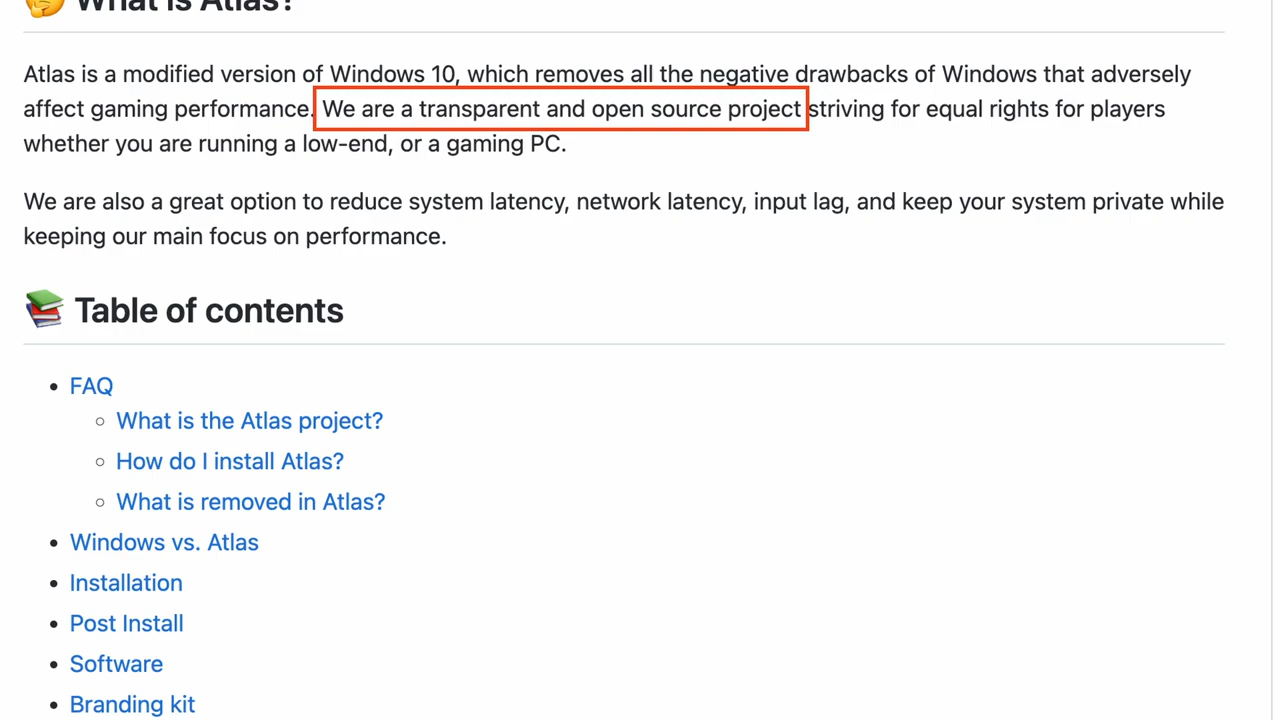 What is Atlas?
Atlas is a modified version of Windows 10, which removes all the negative drawbacks of Windows that adversely
affect gaming performance. We are a transparent and open source project striving for equal rights for players
whether you are running a low-end, or a gaming PC.
We are also a great option to reduce system latency, network latency, input lag, and keep your system private while
keeping our main focus on performance.
Table of contents
FAQ
What is the Atlas project?
How do I install Atlas?
What is removed in Atlas?
Windows vs. Atlas
Installation
Post Install
Software
Branding kit